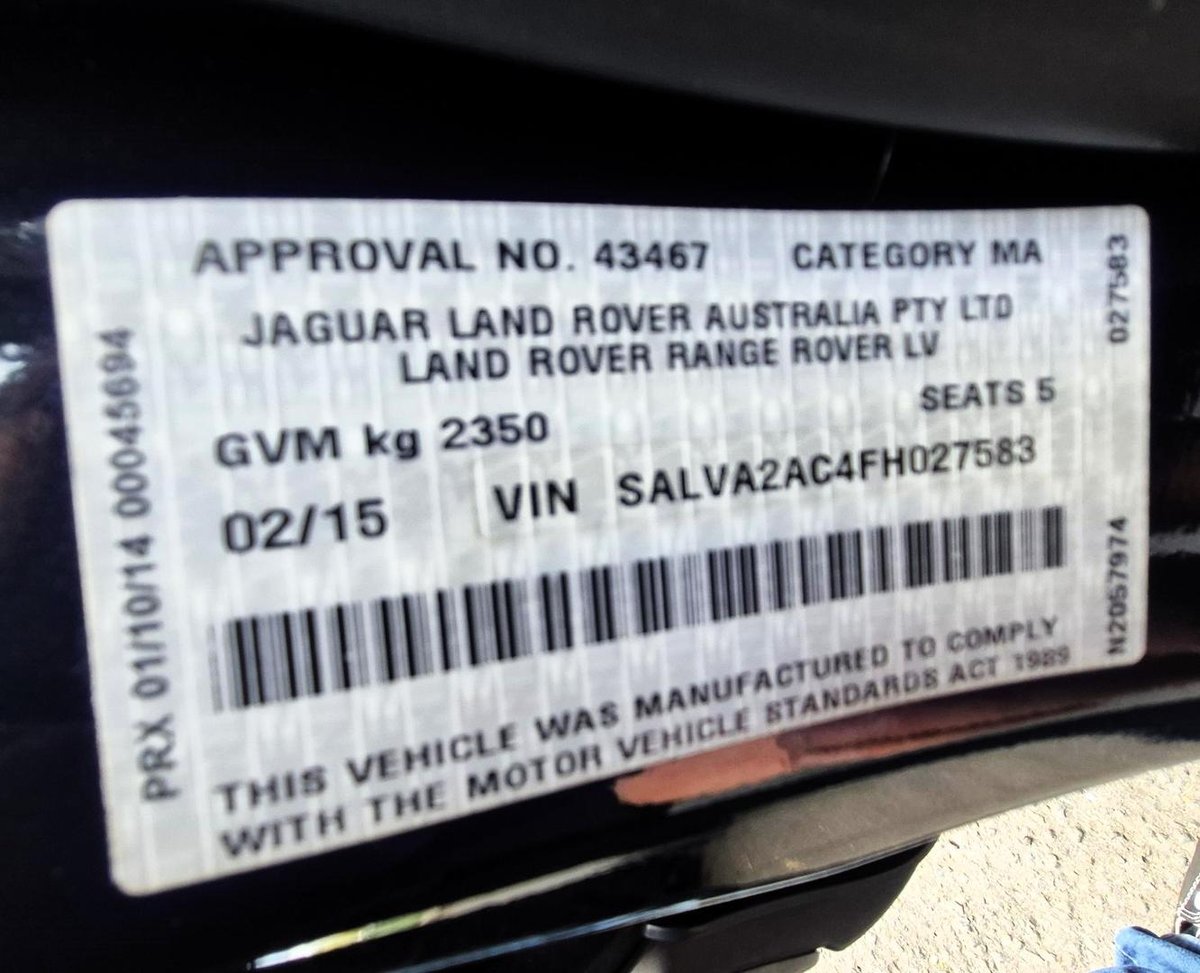 APPROVAL NO. 43467 CATEGORY MA
JAGUAR LAND ROVER AUSTRALIA PTY LTD
LAND ROVER RANGE ROVER LV
GVM kg 2350 SEATS 5
02/15 VIN SALVA2AC4FH027583
THIS VEHICLE WAS MANUFACTURED TO COMPLY
WITH THE MOTOR VEHICLE STANDARDS ACT 1989
PRX 01/10/14 00045694
027583
N2057974